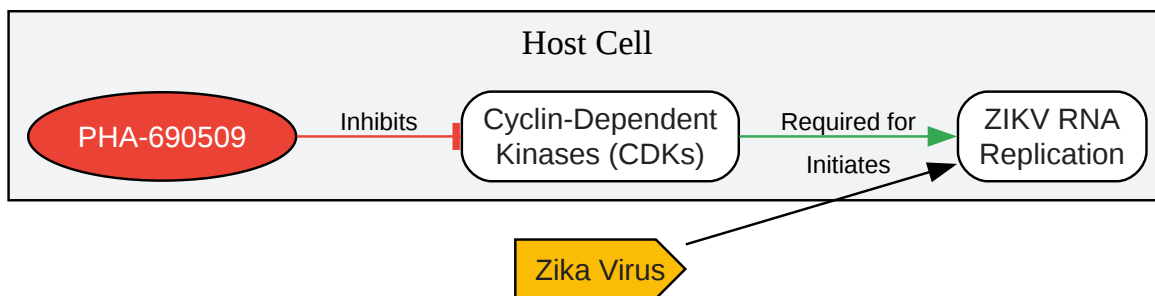 Host Cell
PHA-690509
Inhibits
Cyclin-Dependent
Kinases (CDKs)
Required for
Initiates
ZIKV RNA
Replication
Zika Virus